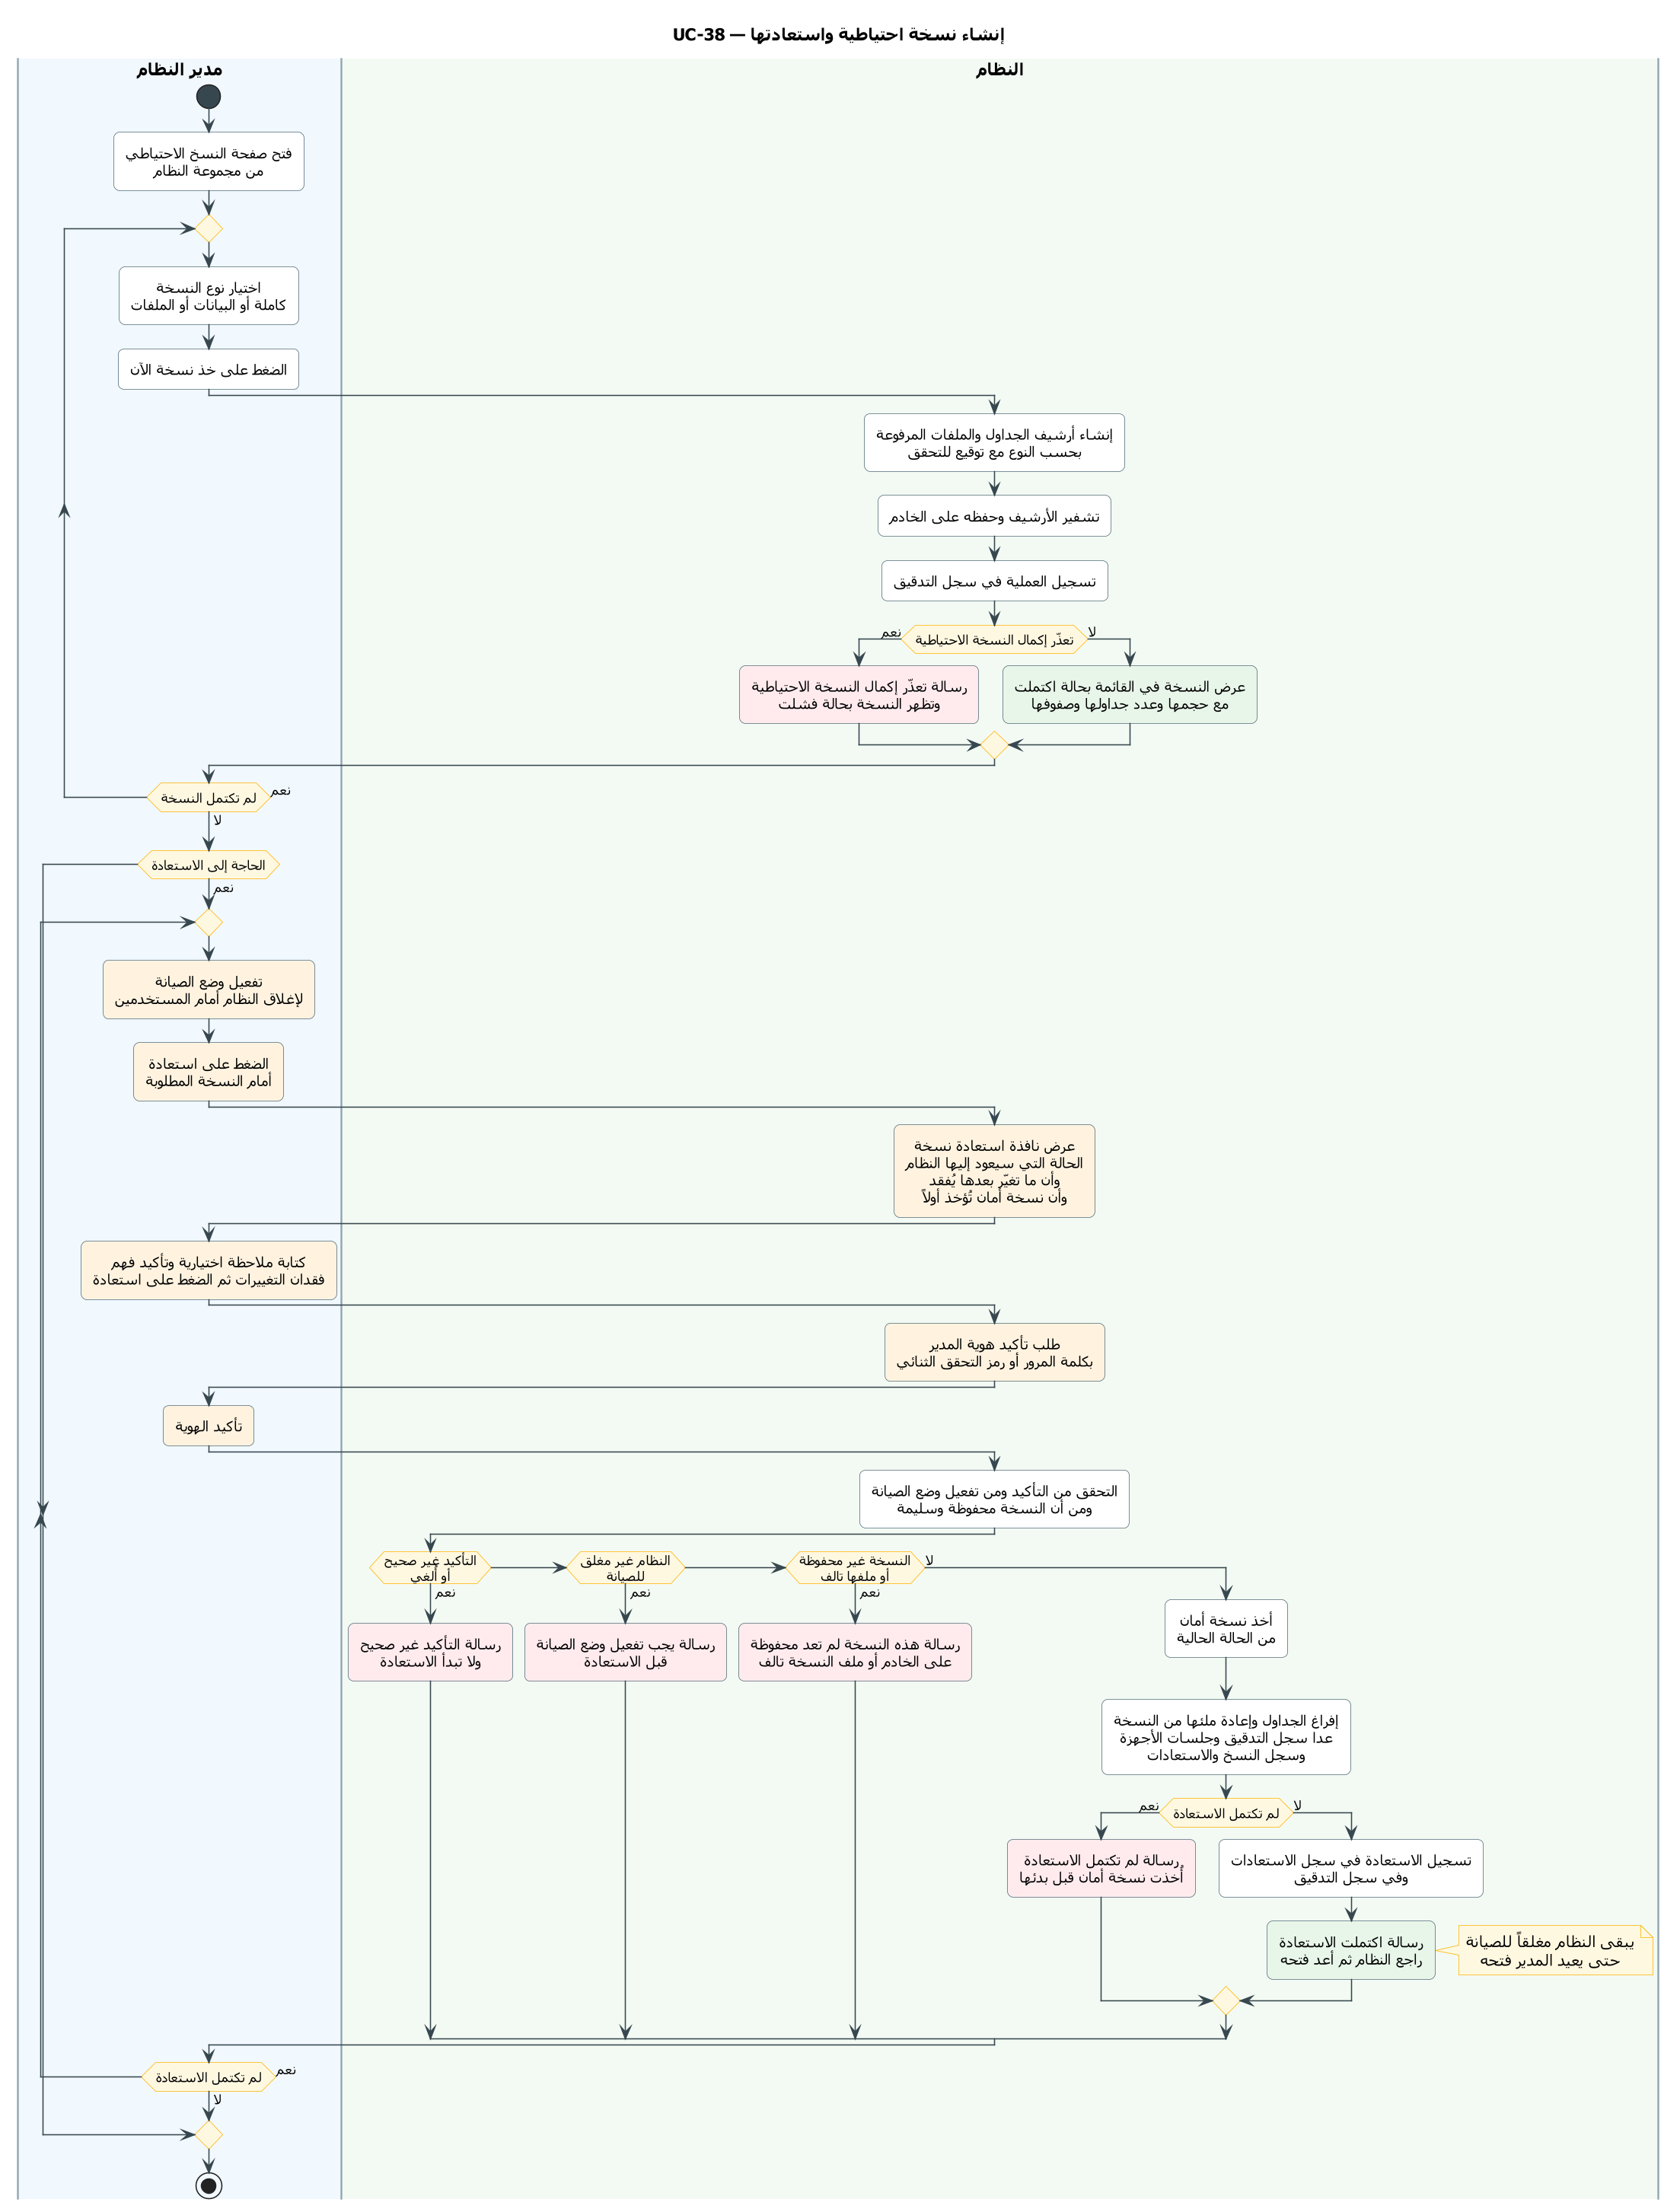 إنشاء نسخة احتياطية واستعادتها — UC-38
مدير النظام
النظام
فتح صفحة النسخ الاحتياطي
من مجموعة النظام
اختيار نوع النسخة
كاملة أو البيانات أو الملفات
الضغط على خذ نسخة الآن
إنشاء أرشيف الجداول والملفات المرفوعة
بحسب النوع مع توقيع للتحقق
تشفير الأرشيف وحفظه على الخادم
تسجيل العملية في سجل التدقيق
تعذّر إكمال النسخة الاحتياطية
نعم
لا
رسالة تعذّر إكمال النسخة الاحتياطية
وتظهر النسخة بحالة فشلت
عرض النسخة في القائمة بحالة اكتملت
مع حجمها وعدد جداولها وصفوفها
لم تكتمل النسخة
نعم
لا
الحاجة إلى الاستعادة
نعم
تفعيل وضع الصيانة
لإغلاق النظام أمام المستخدمين
الضغط على استعادة
أمام النسخة المطلوبة
عرض نافذة استعادة نسخة
الحالة التي سيعود إليها النظام
وأن ما تغيّر بعدها يُفقد
وأن نسخة أمان تُؤخذ أولاً
كتابة ملاحظة اختيارية وتأكيد فهم
فقدان التغييرات ثم الضغط على استعادة
طلب تأكيد هوية المدير
بكلمة المرور أو رمز التحقق الثنائي
تأكيد الهوية
التحقق من التأكيد ومن تفعيل وضع الصيانة
ومن أن النسخة محفوظة وسليمة
التأكيد غير صحيح
أو ألغي
نعم
النظام غير مغلق
للصيانة
نعم
النسخة غير محفوظة
أو ملفها تالف
نعم
لا
رسالة التأكيد غير صحيح
ولا تبدأ الاستعادة
رسالة يجب تفعيل وضع الصيانة
قبل الاستعادة
رسالة هذه النسخة لم تعد محفوظة
على الخادم أو ملف النسخة تالف
أخذ نسخة أمان
من الحالة الحالية
إفراغ الجداول وإعادة ملئها من النسخة
عدا سجل التدقيق وجلسات الأجهزة
وسجل النسخ والاستعادات
لم تكتمل الاستعادة
نعم
لا
رسالة لم تكتمل الاستعادة
أُخذت نسخة أمان قبل بدئها
تسجيل الاستعادة في سجل الاستعادات
وفي سجل التدقيق
رسالة اكتملت الاستعادة
راجع النظام ثم أعد فتحه
يبقى النظام مغلقاً للصيانة
حتى يعيد المدير فتحه
لم تكتمل الاستعادة
نعم
لا